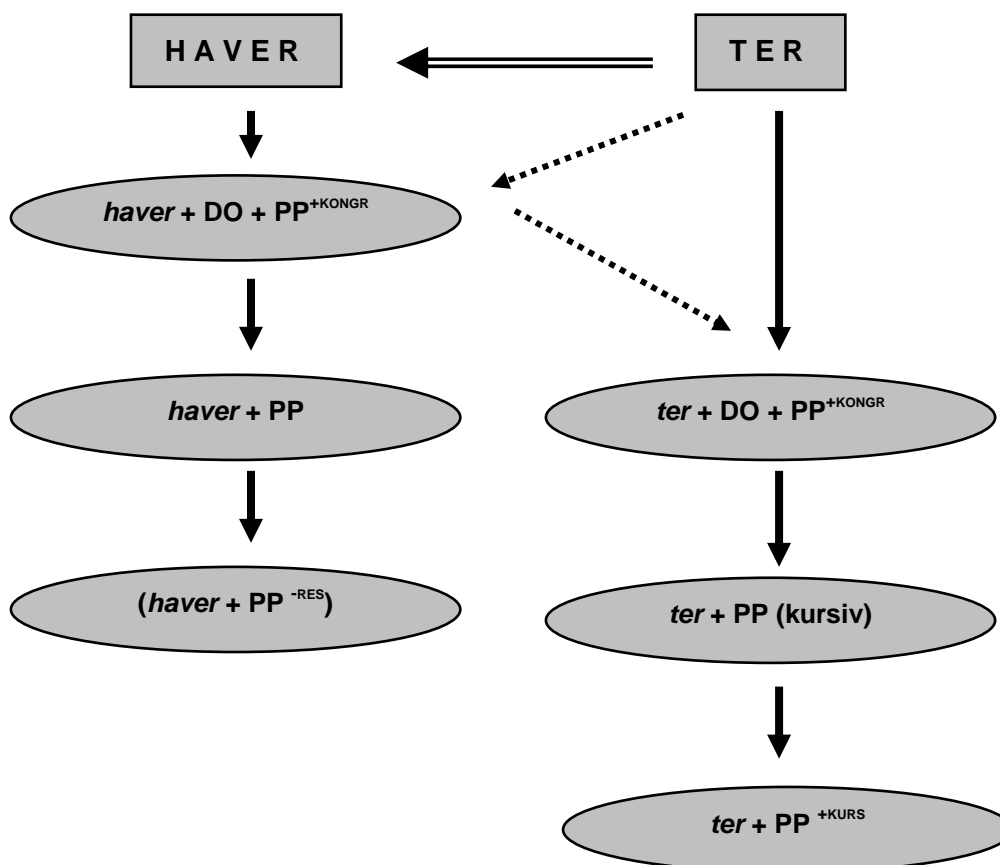 HAVER
TER
haver + DO + PP+KONGR
haver + PP
ter + DO + PP+KONGR
(haver + PP -RES)
ter + PP (kursiv)
ter + PP +KURS